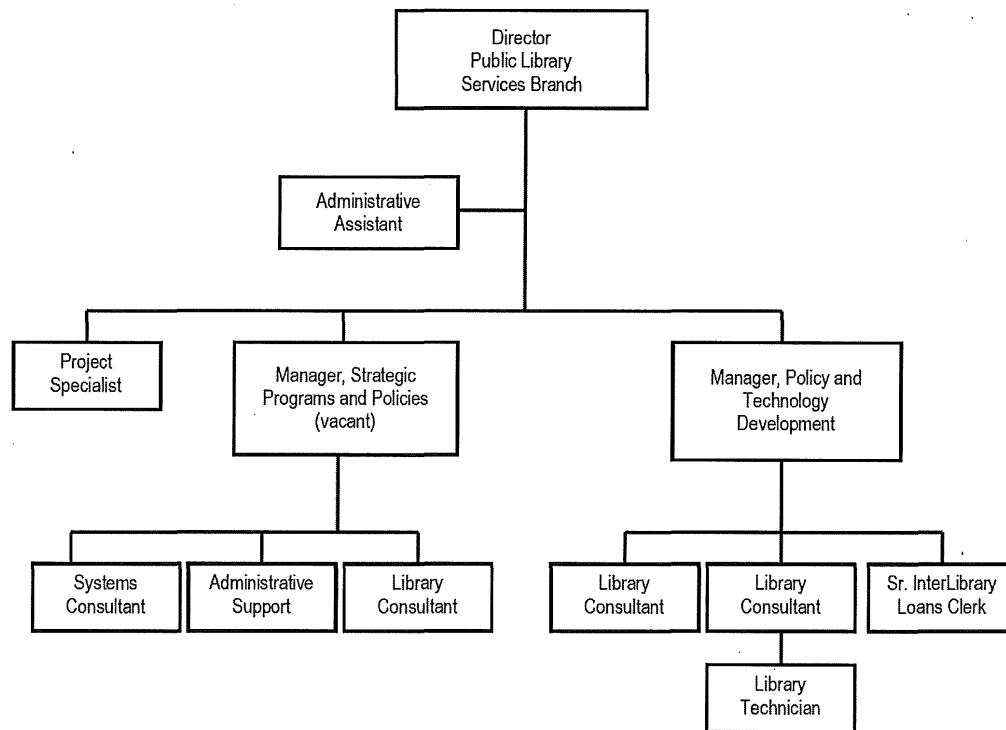 Director
Public Library
Services Branch
Administrative
Assistant
Project
Specialist
Manager, Strategic
Programs and Policies
(vacant)
Manager, Policy and
Technology
Development
Systems
Consultant
Administrative
Support
Library
Consultant
Library
Consultant
Library
Consultant
Sr. InterLibrary
Loans Clerk
Library
Technician